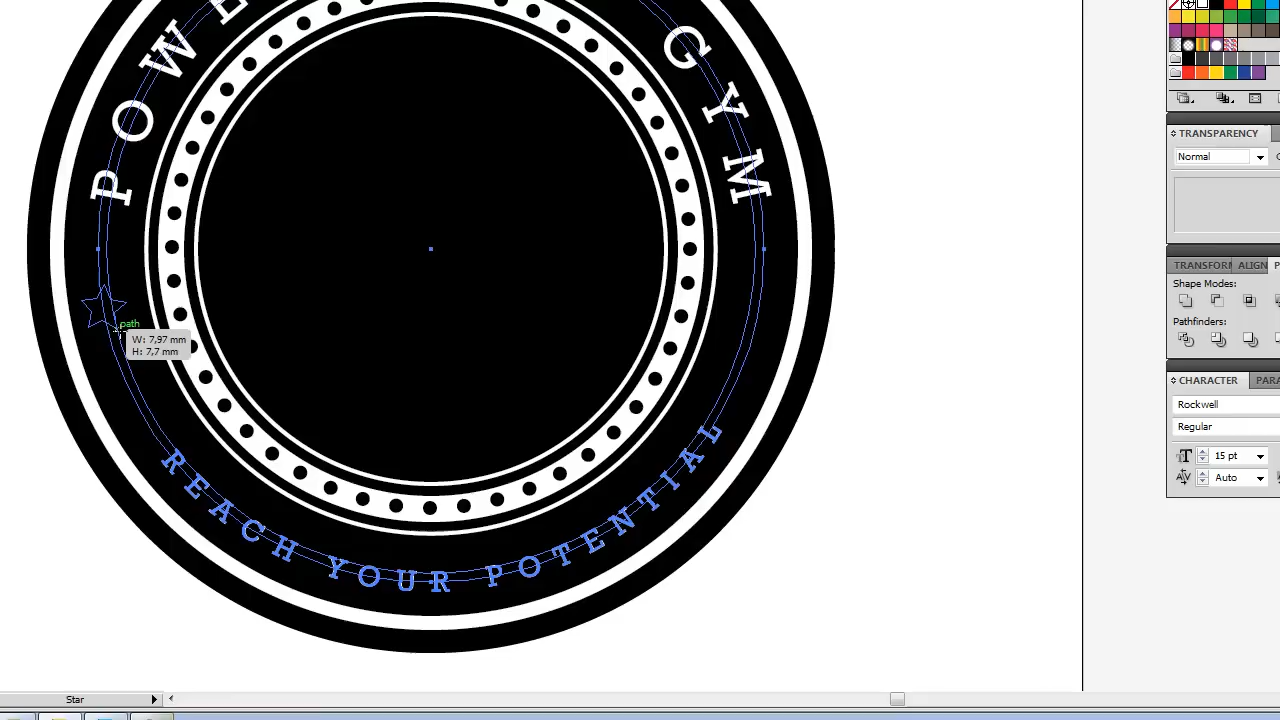 POWE
GYM
REACH YOUR POTENTIAL
path
W: 7,97 mm
H: 7,7 mm
TRANSPARENCY
Normal
TRANSFORM
ALIGN
P
Shape Modes:
Pathfinders:
CHARACTER
PARA
Rockwell
Regular
15 pt
Auto
Star